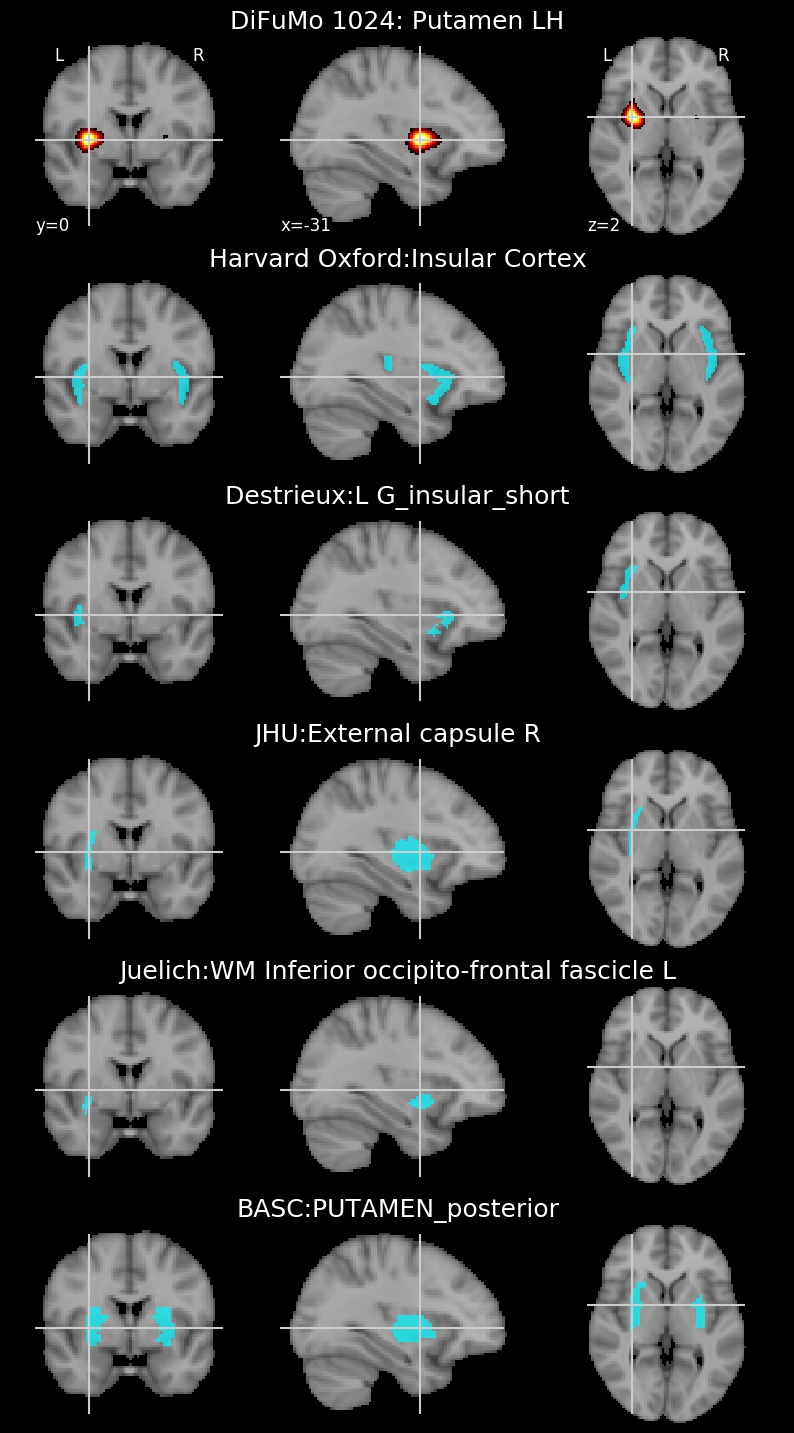 DiFuMo 1024: Putamen LH
L R L R
y=0 x=-31 z=2
Harvard Oxford:Insular Cortex
Destrieux:L G_insular_short
JHU:External capsule R
Juelich:WM Inferior occipito-frontal fascicle L
BASC:PUTAMEN_posterior